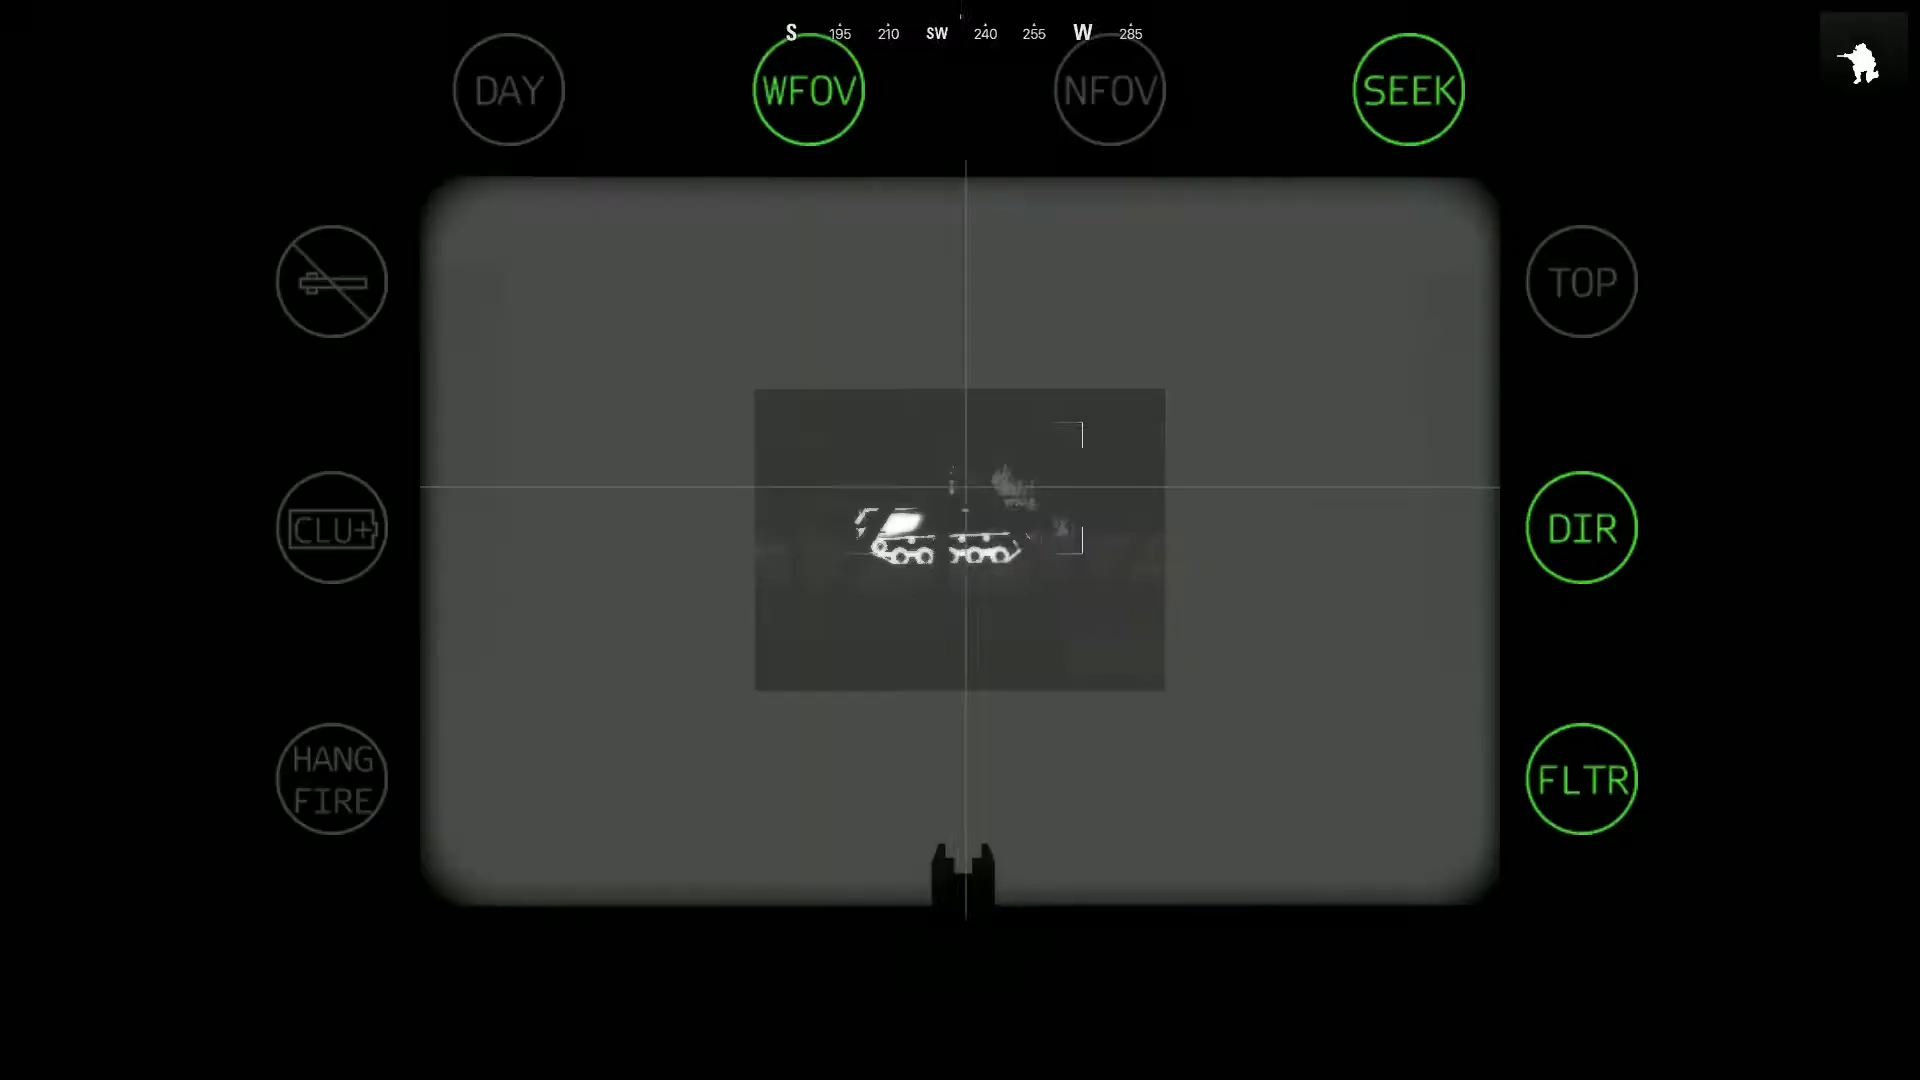 S 195 210 SW 240 255 W 285
DAY WFOV NFOV SEEK
TOP
CLU+ DIR
HANG
FIRE
FLTR